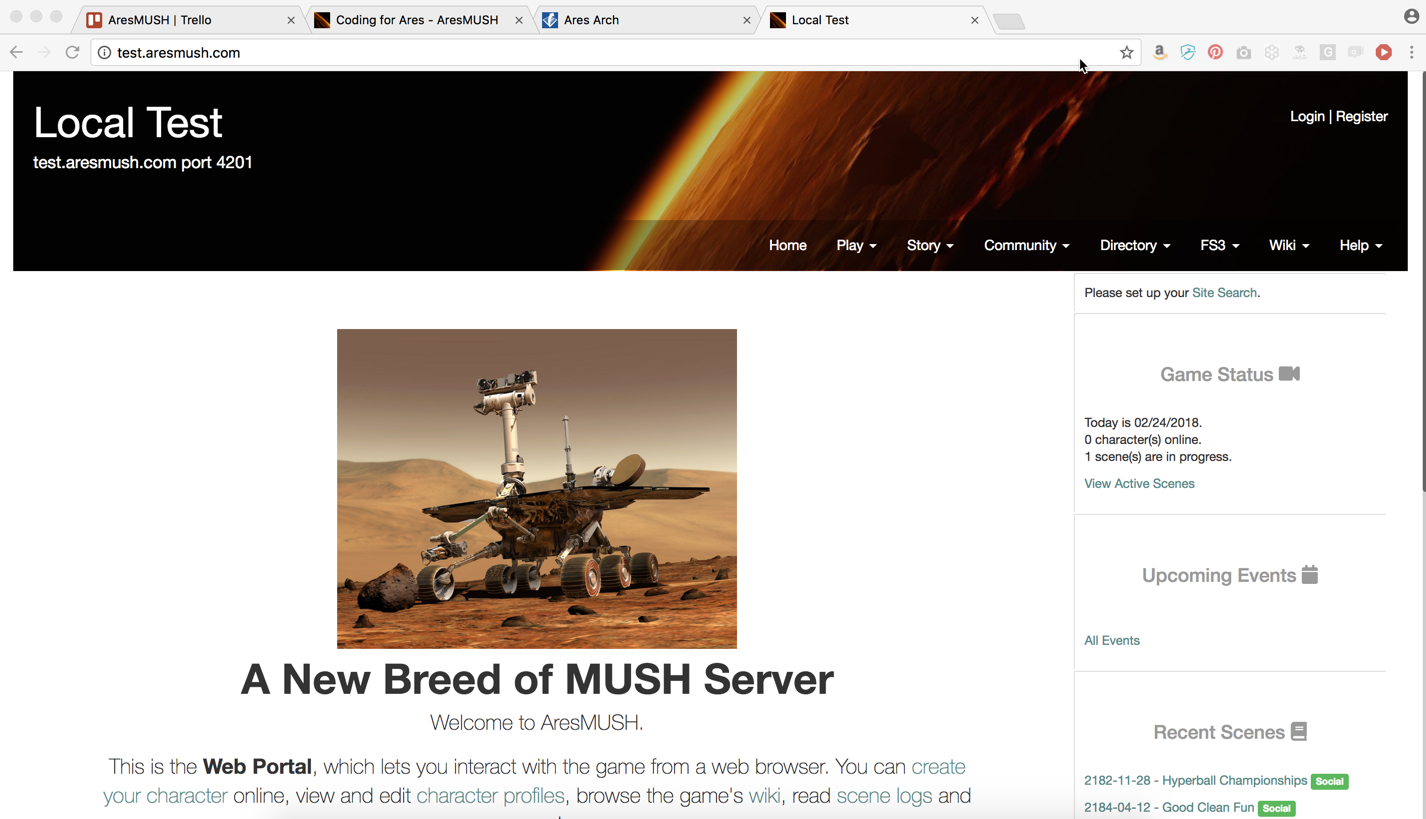 AresMUSH | Trello
Coding for Ares - AresMUSH
Ares Arch
Local Test
test.aresmush.com
Local Test
test.aresmush.com port 4201
Login | Register
Home Play Story Community Directory FS3 Wiki Help
Please set up your Site Search.
Game Status
Today is 02/24/2018.
0 character(s) online.
1 scene(s) are in progress.
View Active Scenes
Upcoming Events
All Events
Recent Scenes
2182-11-28 - Hyperball Championships Social
2184-04-12 - Good Clean Fun Social
A New Breed of MUSH Server
Welcome to AresMUSH.
This is the Web Portal, which lets you interact with the game from a web browser. You can create
your character online, view and edit character profiles, browse the game's wiki, read scene logs and